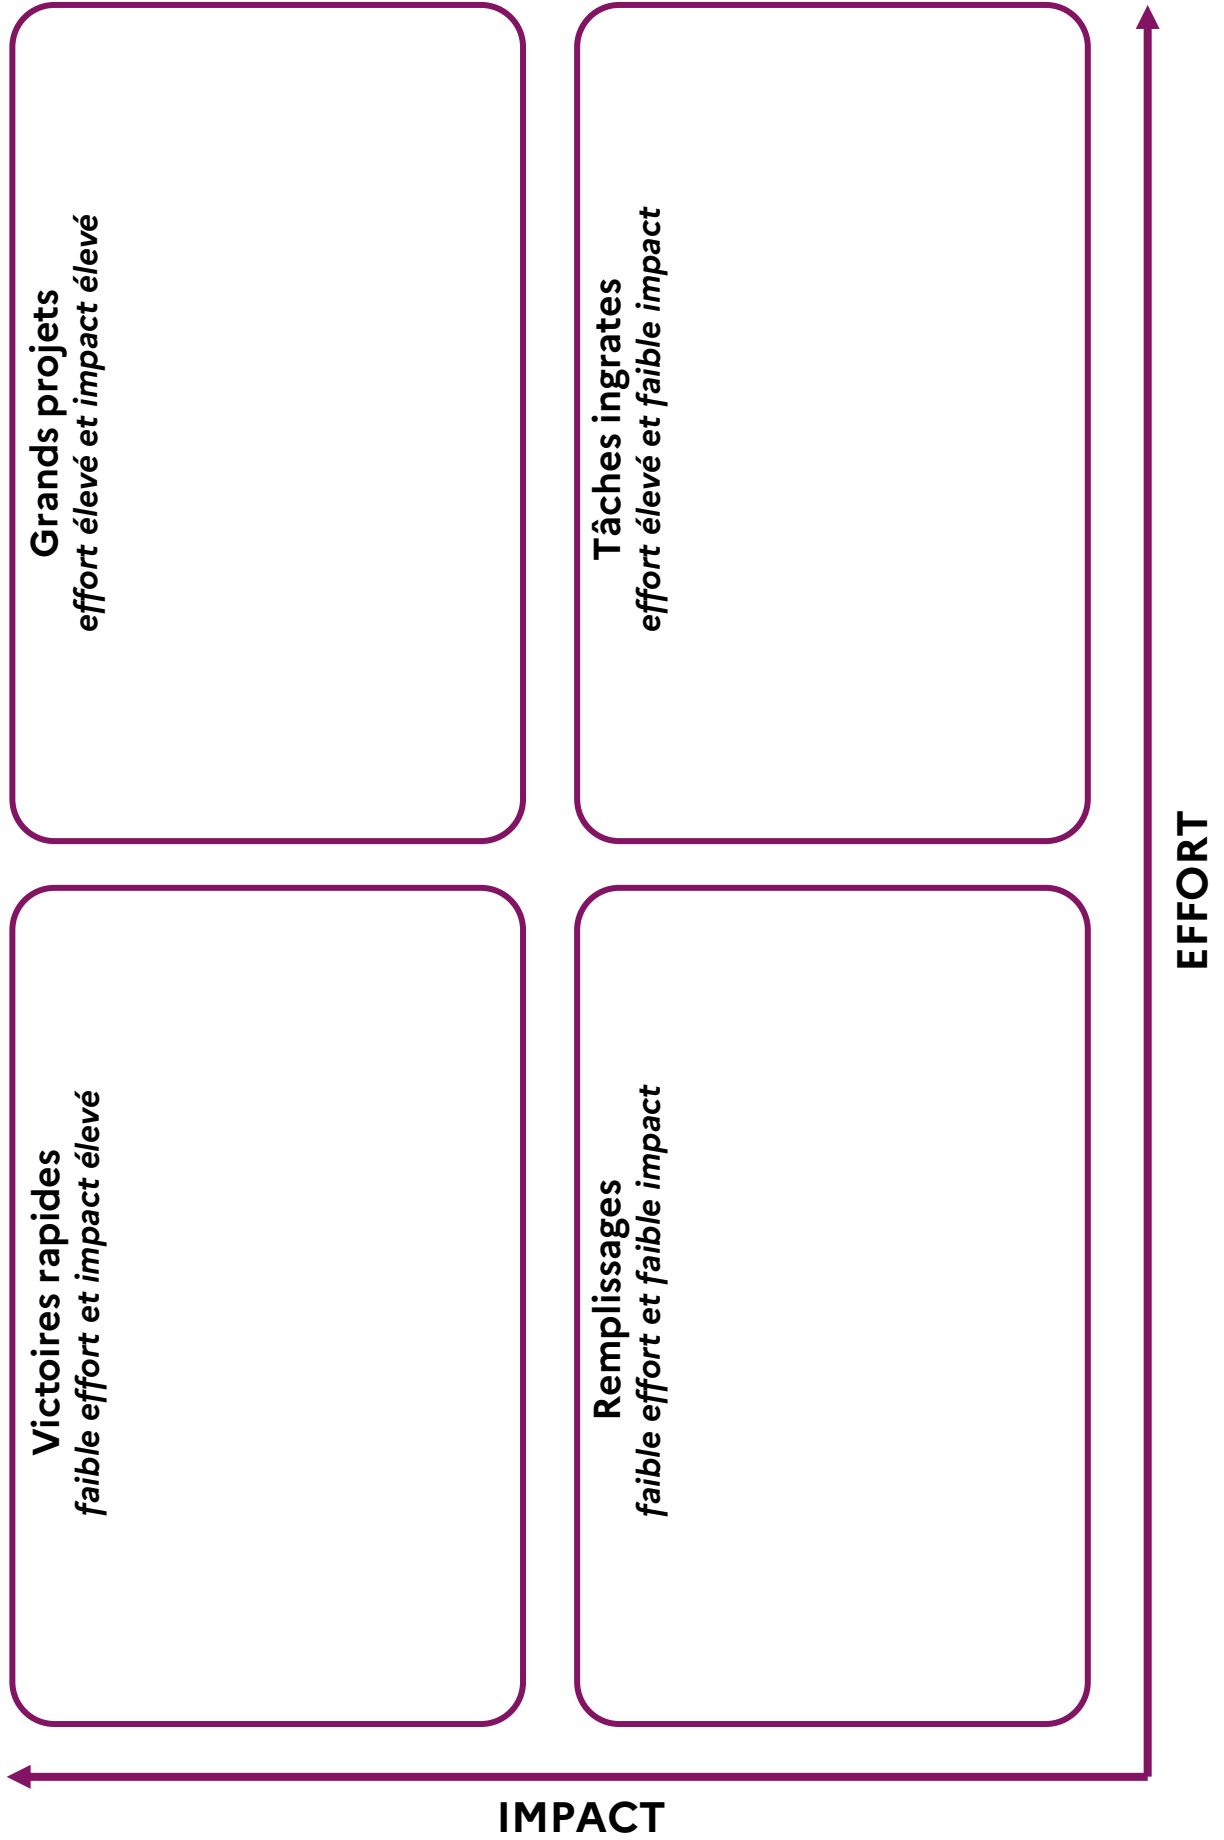 Victoires rapides
faible effort et impact élevé
Grands projets
effort élevé et impact élevé
Remplissages
faible effort et faible impact
Tâches ingrates
effort élevé et faible impact
IMPACT
EFFORT